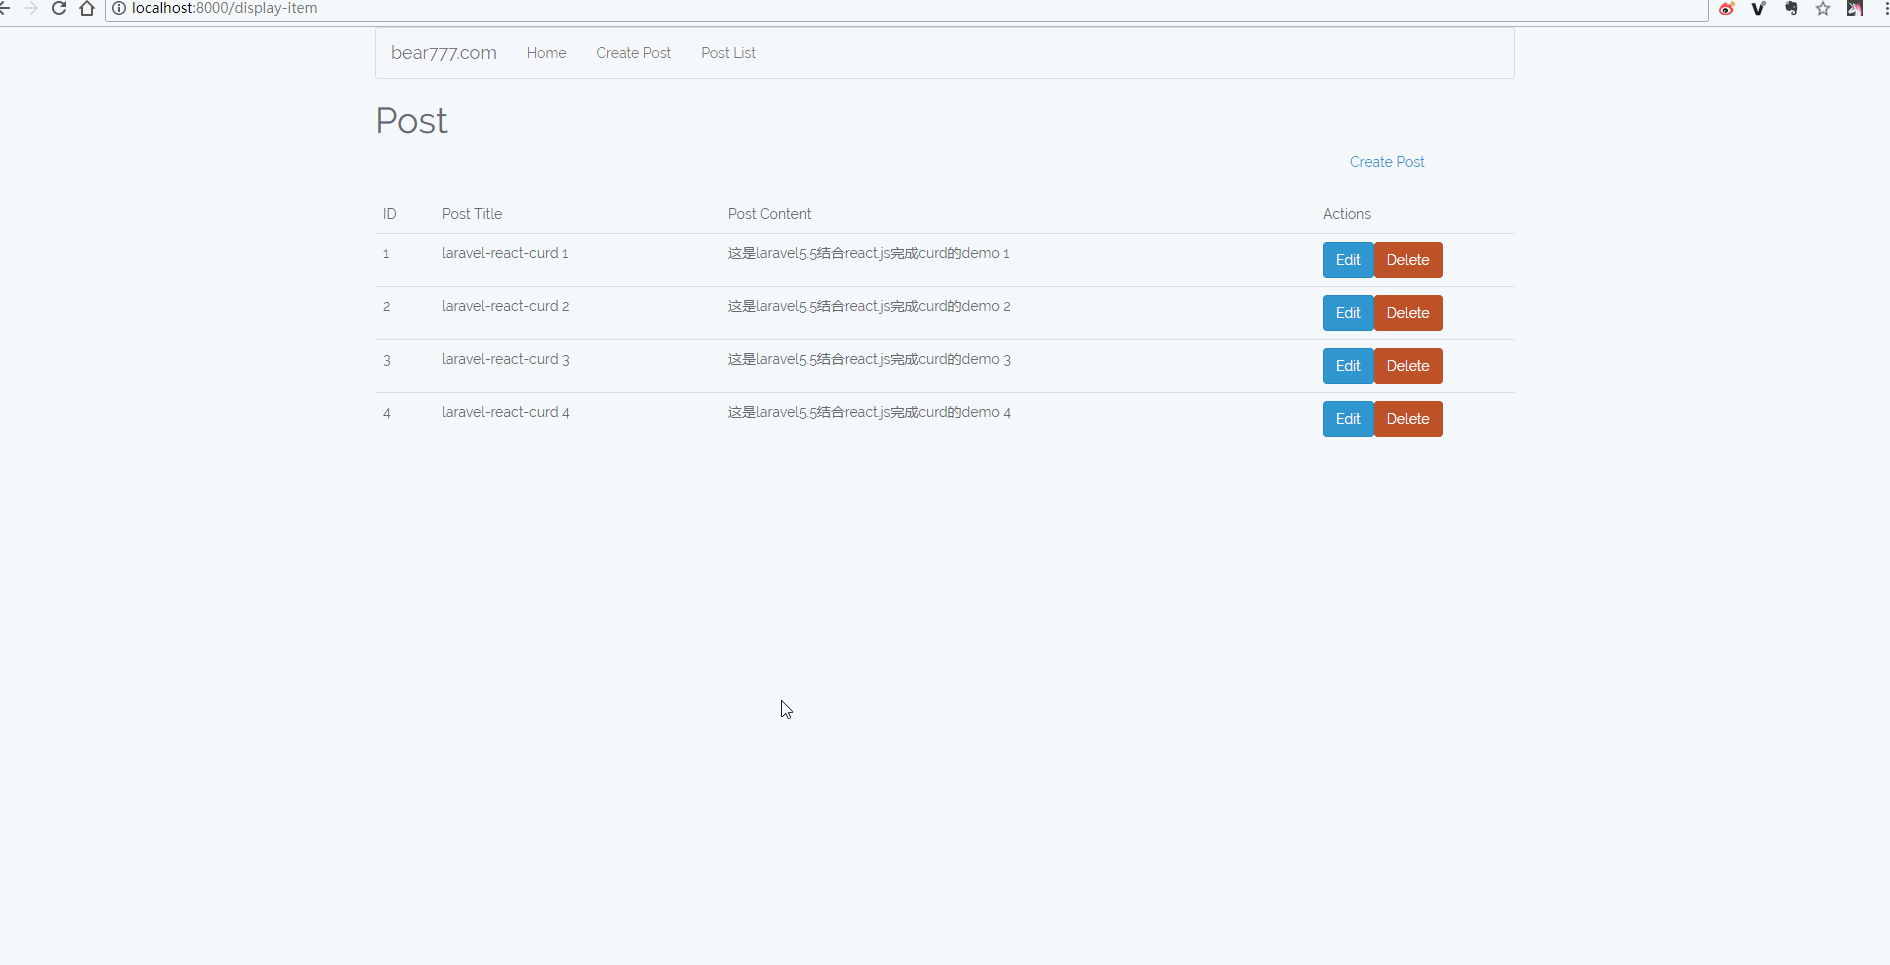 localhost:8000/display-item
bear777.com Home Create Post Post List
Post
Create Post
ID Post Title Post Content Actions
1 laravel-react-curd 1 这是laravel5.5结合react.js完成curd的demo 1 Edit Delete
2 laravel-react-curd 2 这是laravel5.5结合react.js完成curd的demo 2 Edit Delete
3 laravel-react-curd 3 这是laravel5.5结合react.js完成curd的demo 3 Edit Delete
4 laravel-react-curd 4 这是laravel5.5结合react.js完成curd的demo 4 Edit Delete